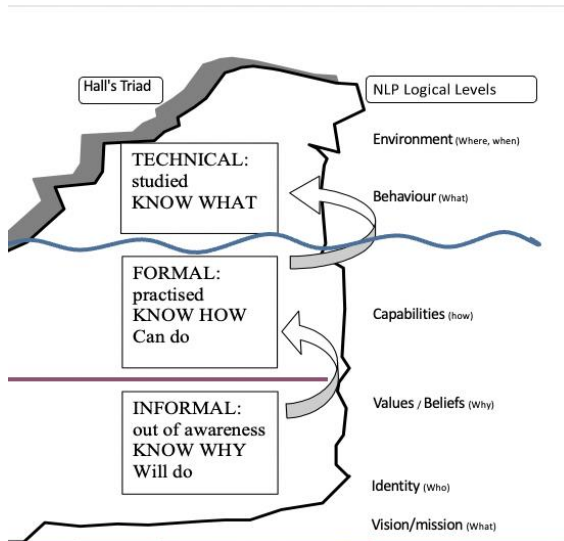 Hall's Triad
NLP Logical Levels
Environment (Where, when)
TECHNICAL:
studied
KNOW WHAT
Behaviour (What)
FORMAL:
practised
KNOW HOW
Can do
Capabilities (how)
INFORMAL:
out of awareness
KNOW WHY
Will do
Values / Beliefs (Why)
Identity (Who)
Vision/mission (What)